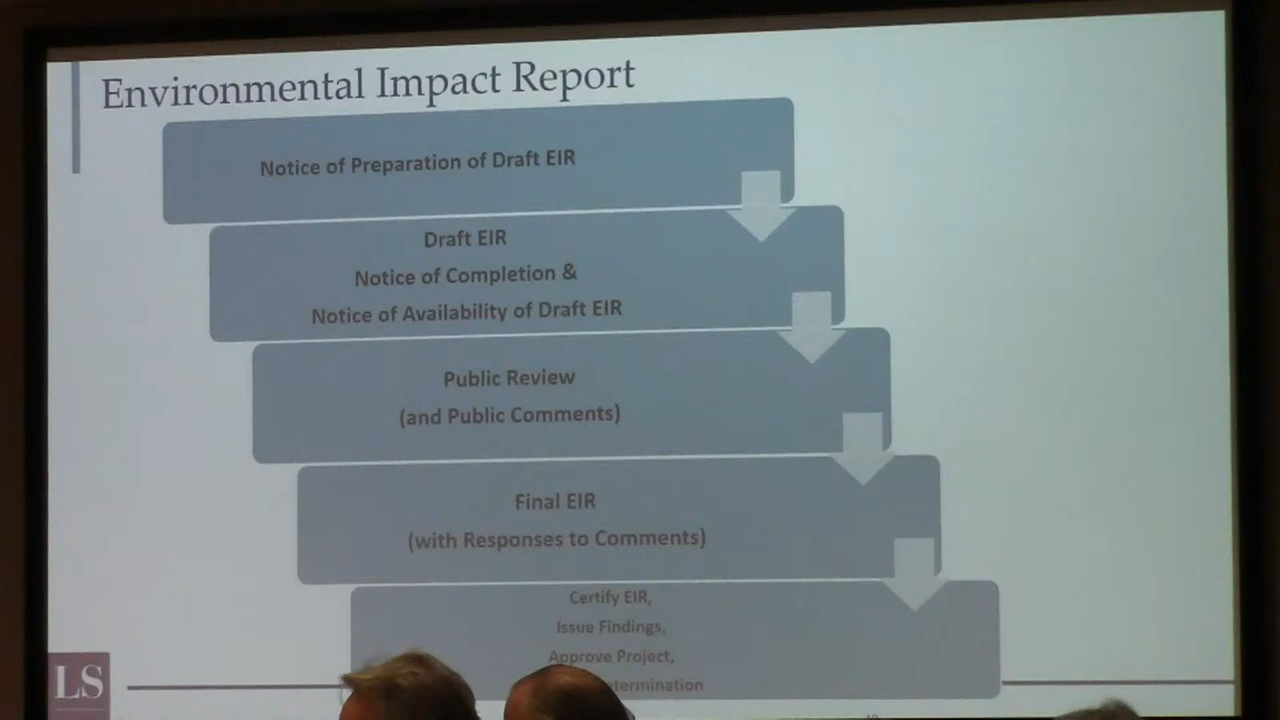 Environmental Impact Report
Notice of Preparation of Draft EIR
Draft EIR
Notice of Completion &
Notice of Availability of Draft EIR
Public Review
(and Public Comments)
Final EIR
(with Responses to Comments)
Certify EIR,
Issue Findings,
Approve Project,
termination
LS